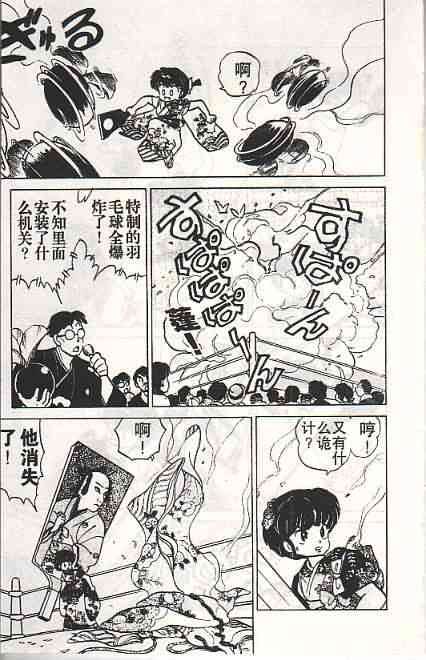 ぎゅる
啊？
すぱーん
すぱぱぱん
蓬！
特制的羽
毛球全爆
炸了！
不知里面
安装了什
么机关？
哼！
又有什
么诡
计？
啊！
他消失
了！